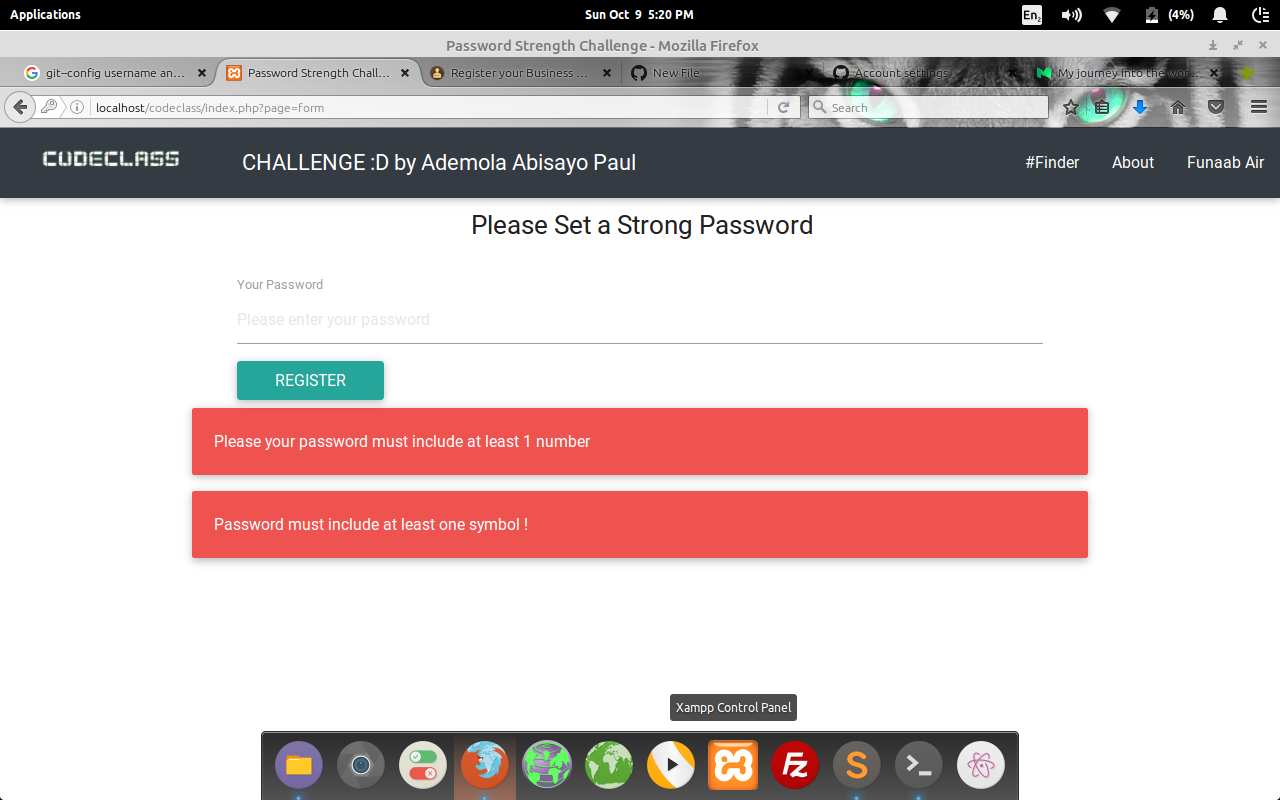 Applications
Sun Oct 9 5:20 PM
En2
(4%)
Password Strength Challenge - Mozilla Firefox
git--config username an...
Password Strength Chall...
Register your Business ...
New File
Account settings
My journey into the wor...
localhost/codeclass/index.php?page=form
Search
CODECLASS
CHALLENGE :D by Ademola Abisayo Paul
#Finder
About
Funaab Air
Please Set a Strong Password
Your Password
Please enter your password
REGISTER
Please your password must include at least 1 number
Password must include at least one symbol !
Xampp Control Panel